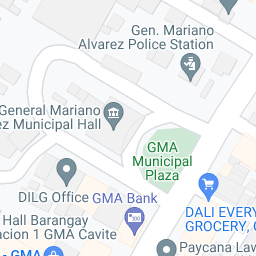 Gen. Mariano
Alvarez Police Station
General Mariano
ez Municipal Hall
GMA
Municipal
Plaza
DILG Office
GMA Bank
DALI EVERY
GROCERY, 
Hall Barangay
acion 1 GMA Cavite
GMA
Paycana Law